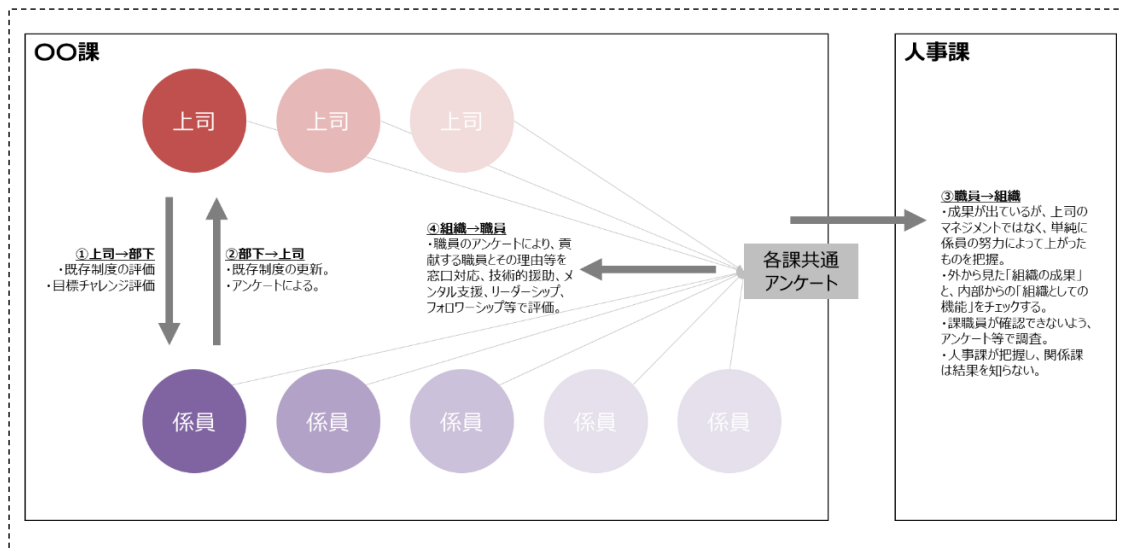 〇〇課
人事課
上司
上司
上司
①上司→部下
・既存制度の評価
・目標チャレンジ評価
②部下→上司
・既存制度の更新。
・アンケートによる。
④組織→職員
・職員のアンケートにより、貢
献する職員とその理由等を
窓口対応、技術的援助、メ
ンタル支援、リーダーシップ、
フォロワーシップ等で評価。
各課共通
アンケート
③職員→組織
・成果が出ているが、上司の
マネジメントではなく、単純に
係員の努力によって上がった
ものを把握。
・外から見た「組織の成果」
と、内部からの「組織としての
機能」をチェックする。
・課職員が確認できないよう、
アンケート等で調査。
・人事課が把握し、関係課
は結果を知らない。
係員
係員
係員
係員
係員